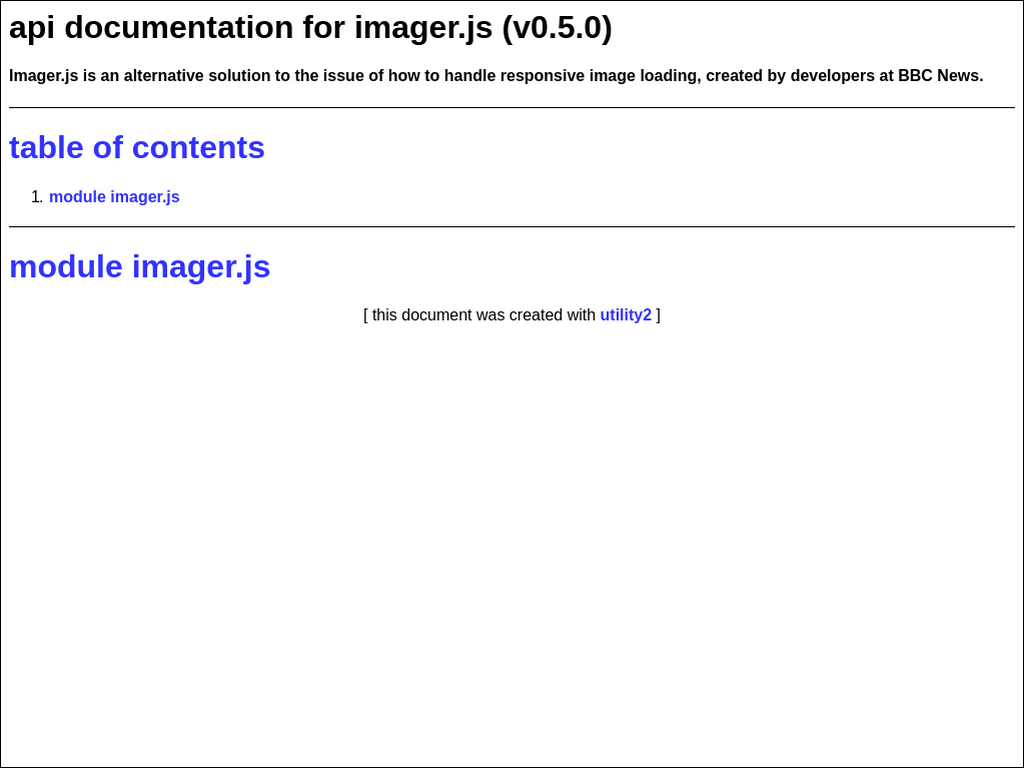 api documentation for imager.js (v0.5.0)
Imager.js is an alternative solution to the issue of how to handle responsive image loading, created by developers at BBC News.
table of contents
1. module imager.js
module imager.js
[ this document was created with utility2 ]